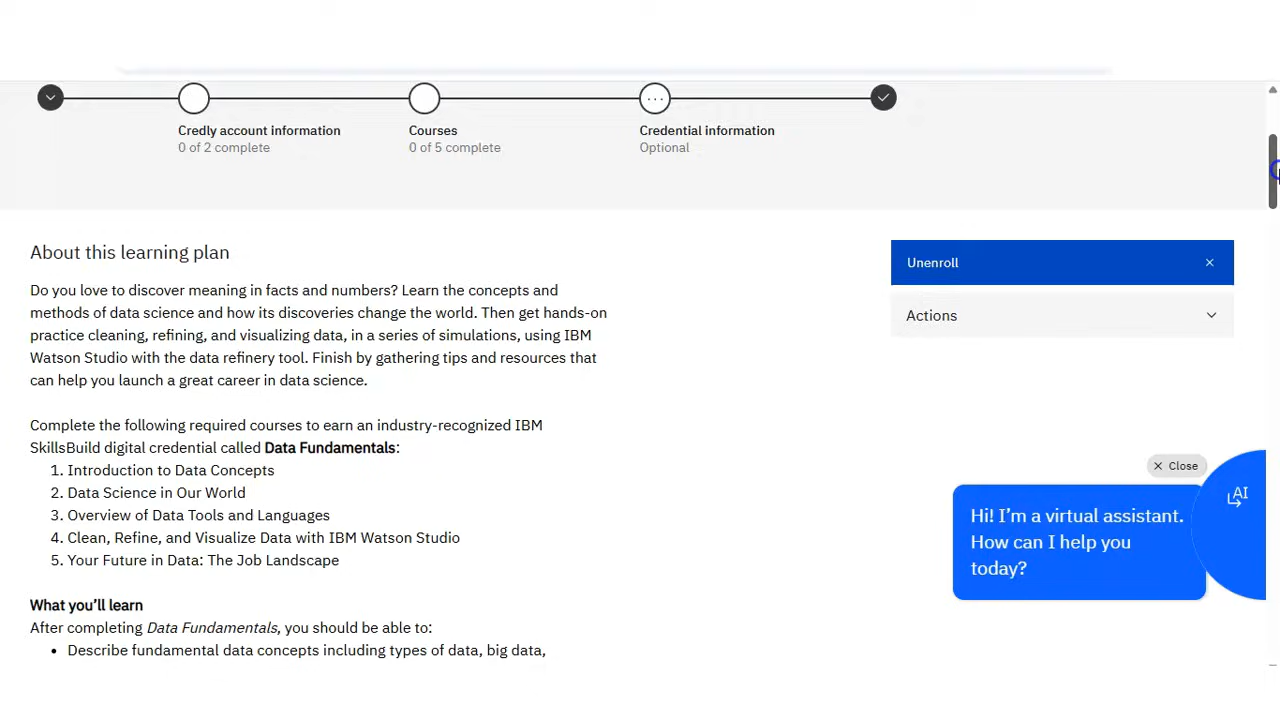 Credly account information
0 of 2 complete
Courses
0 of 5 complete
Credential information
Optional
About this learning plan
Do you love to discover meaning in facts and numbers? Learn the concepts and
methods of data science and how its discoveries change the world. Then get hands-on
practice cleaning, refining, and visualizing data, in a series of simulations, using IBM
Watson Studio with the data refinery tool. Finish by gathering tips and resources that
can help you launch a great career in data science.
Complete the following required courses to earn an industry-recognized IBM
SkillsBuild digital credential called Data Fundamentals:
1. Introduction to Data Concepts
2. Data Science in Our World
3. Overview of Data Tools and Languages
4. Clean, Refine, and Visualize Data with IBM Watson Studio
5. Your Future in Data: The Job Landscape
What you’ll learn
After completing Data Fundamentals, you should be able to:
• Describe fundamental data concepts including types of data, big data,
Unenroll
Actions
Close
AI
Hi! I’m a virtual assistant.
How can I help you
today?